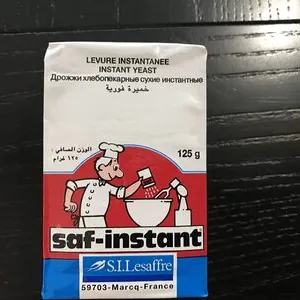 LEVURE INSTANTANEE
INSTANT YEAST
Дрожжи хлебопекарные сухие инстантные
خميرة فورية
الوزن الصافي :
١٢٥ غرام
125 g
saf-instant
S.I.Lesaffre
59703-Marcq-France